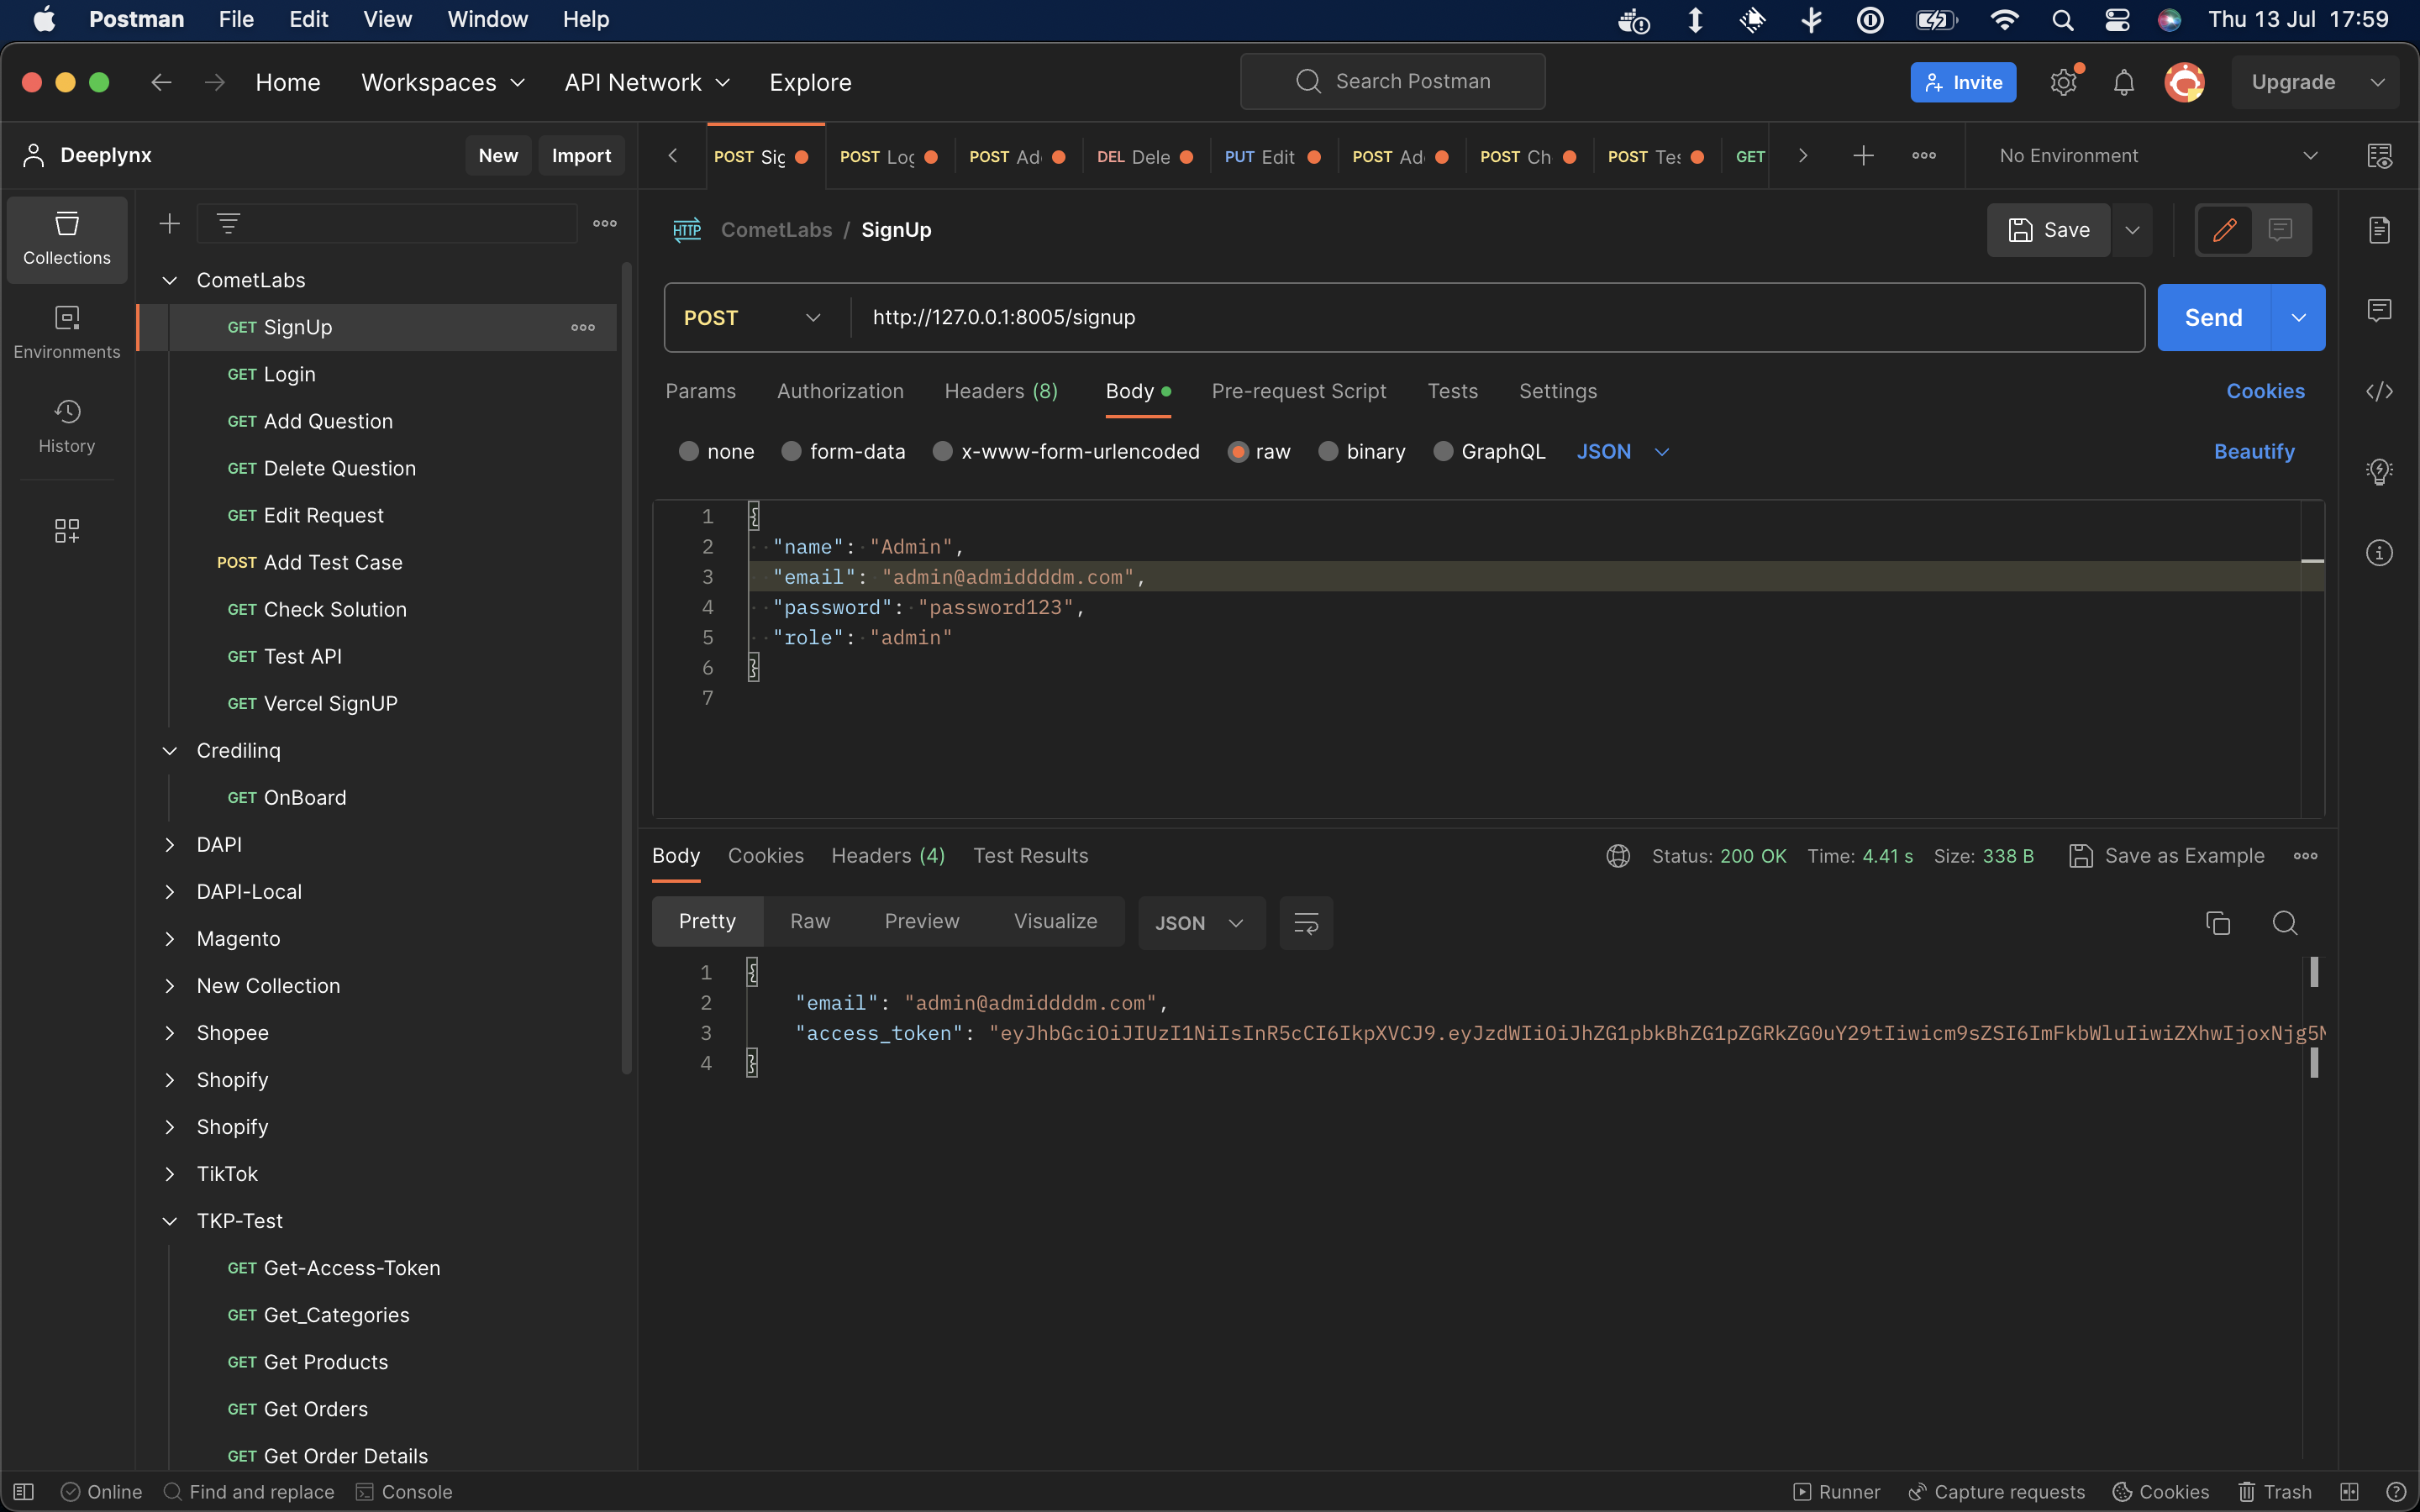 Postman File Edit View Window Help Thu 13 Jul 17:59
Home Workspaces API Network Explore Search Postman Invite Upgrade
Deeplynx New Import
POST Sig POST Log POST Ad DEL Dele PUT Edit POST Ad POST Ch POST Tes GET No Environment
Collections
Environments
History
CometLabs
GET SignUp
GET Login
GET Add Question
GET Delete Question
GET Edit Request
POST Add Test Case
GET Check Solution
GET Test API
GET Vercel SignUP
Credilinq
GET OnBoard
DAPI
DAPI-Local
Magento
New Collection
Shopee
Shopify
Shopify
TikTok
TKP-Test
GET Get-Access-Token
GET Get_Categories
GET Get Products
GET Get Orders
GET Get Order Details
HTTP CometLabs / SignUp Save
POST http://127.0.0.1:8005/signup Send
Params Authorization Headers (8) Body Pre-request Script Tests Settings Cookies
none form-data x-www-form-urlencoded raw binary GraphQL JSON Beautify
1 {
2 "name": "Admin",
3 "email": "admin@admiddddm.com",
4 "password": "password123",
5 "role": "admin"
6 }
7
Body Cookies Headers (4) Test Results Status: 200 OK Time: 4.41 s Size: 338 B Save as Example
Pretty Raw Preview Visualize JSON
1 {
2 "email": "admin@admiddddm.com",
3 "access_token": "eyJhbGciOiJIUzI1NiIsInR5cCI6IkpXVCJ9.eyJzdWIiOiJhZG1pbkBhZG1pZGRkZG0uY29tIiwicm9sZSI6ImFkbWluIiwiZXhwIjoxNjg5N
4 }
Online Find and replace Console Runner Capture requests Cookies Trash